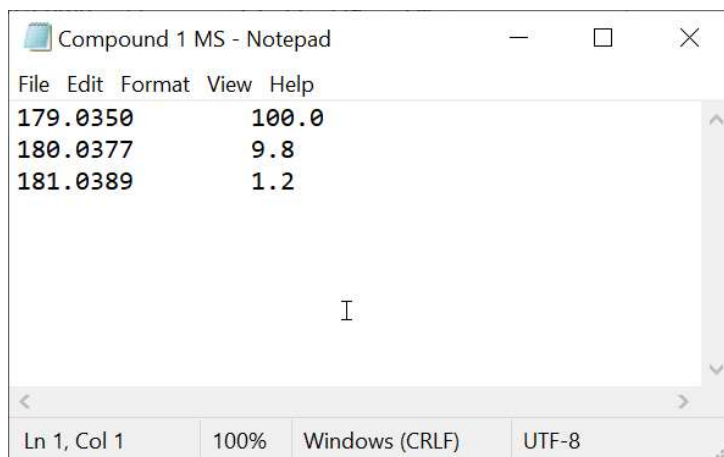 Compound 1 MS - Notepad
File Edit Format View Help
179.0350 100.0
180.0377 9.8
181.0389 1.2
Ln 1, Col 1 100% Windows (CRLF) UTF-8